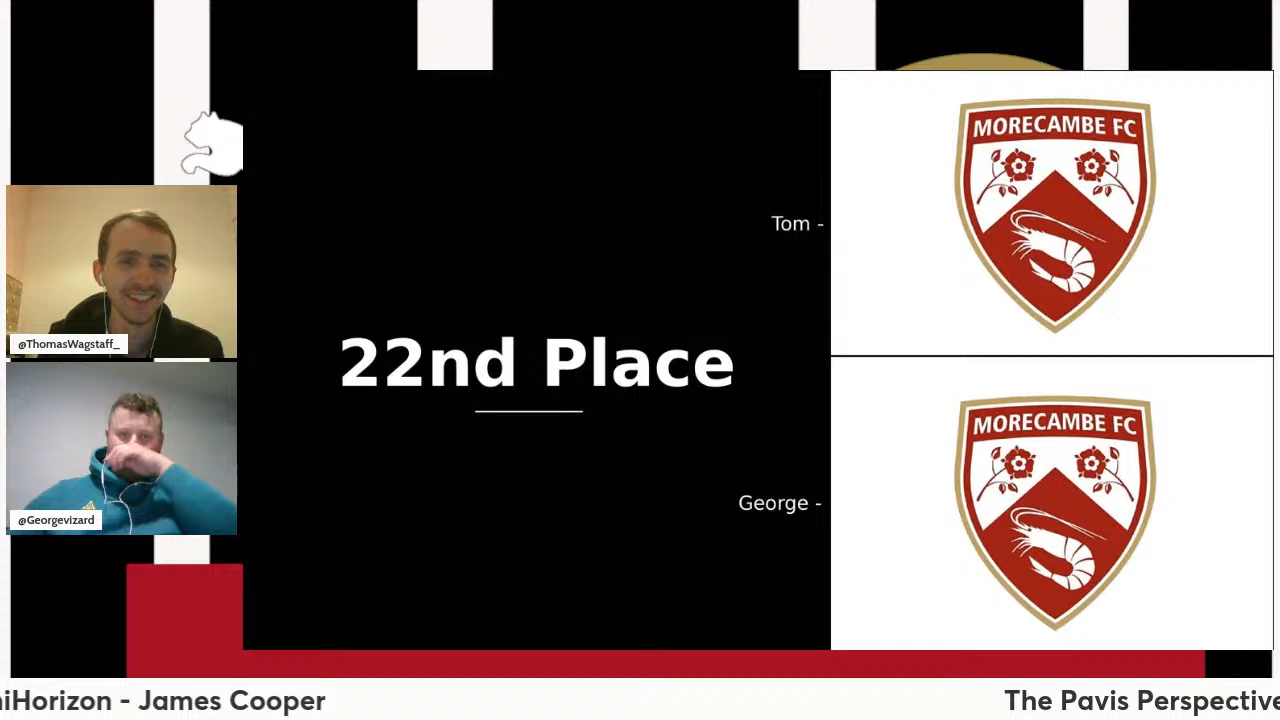 MORECAMBE FC
Tom -
@ThomasWagstaff_
22nd Place
MORECAMBE FC
George -
@Georgevizard
iHorizon - James Cooper
The Pavis Perspective